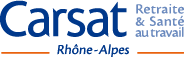 Carsat Retraite
& Santé
au travail
Rhône-Alpes